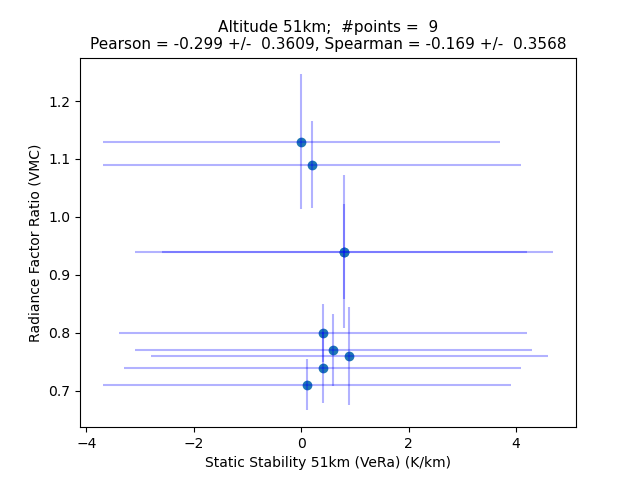 Altitude 51km;  #points =  9
Pearson = -0.299 +/-  0.3609, Spearman = -0.169 +/-  0.3568
1.2
1.1
1.0
0.9
0.8
0.7
Radiance Factor Ratio (VMC)
−4
−2
0
2
4
Static Stability 51km (VeRa) (K/km)